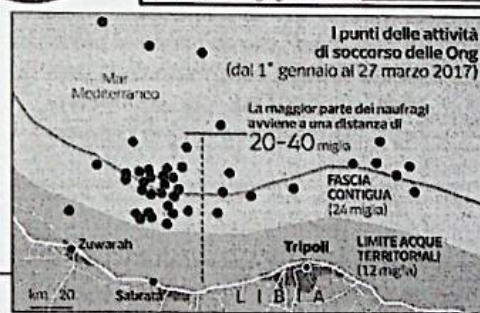 I punti delle attività
di soccorso delle Ong
(dal 1° gennaio al 27 marzo 2017)
Mar
Mediterraneo
La maggior parte dei naufragi
avviene a una distanza di
20-40 miglia
FASCIA
CONTIGUA
(24 miglia)
Zuwarah
Tripoli
LIMITE ACQUE
TERRITORIALI
(12 miglia)
km 20
Sabrata
LIBIA